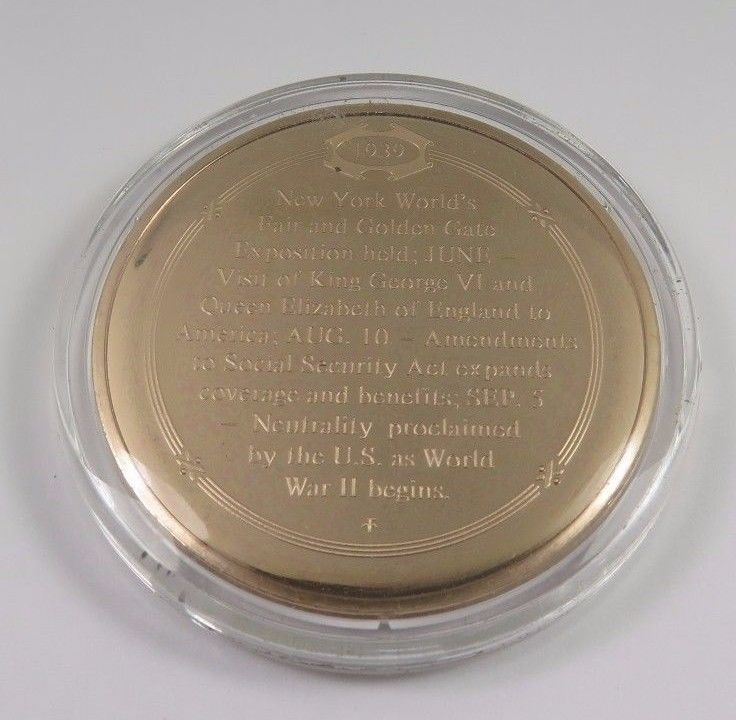 1939
New York World's
Fair and Golden Gate
Exposition held; JUNE –
Visit of King George VI and
Queen Elizabeth of England to
America; AUG. 10 – Amendments
to Social Security Act expands
coverage and benefits; SEP. 5
– Neutrality proclaimed
by the U.S. as World
War II begins.